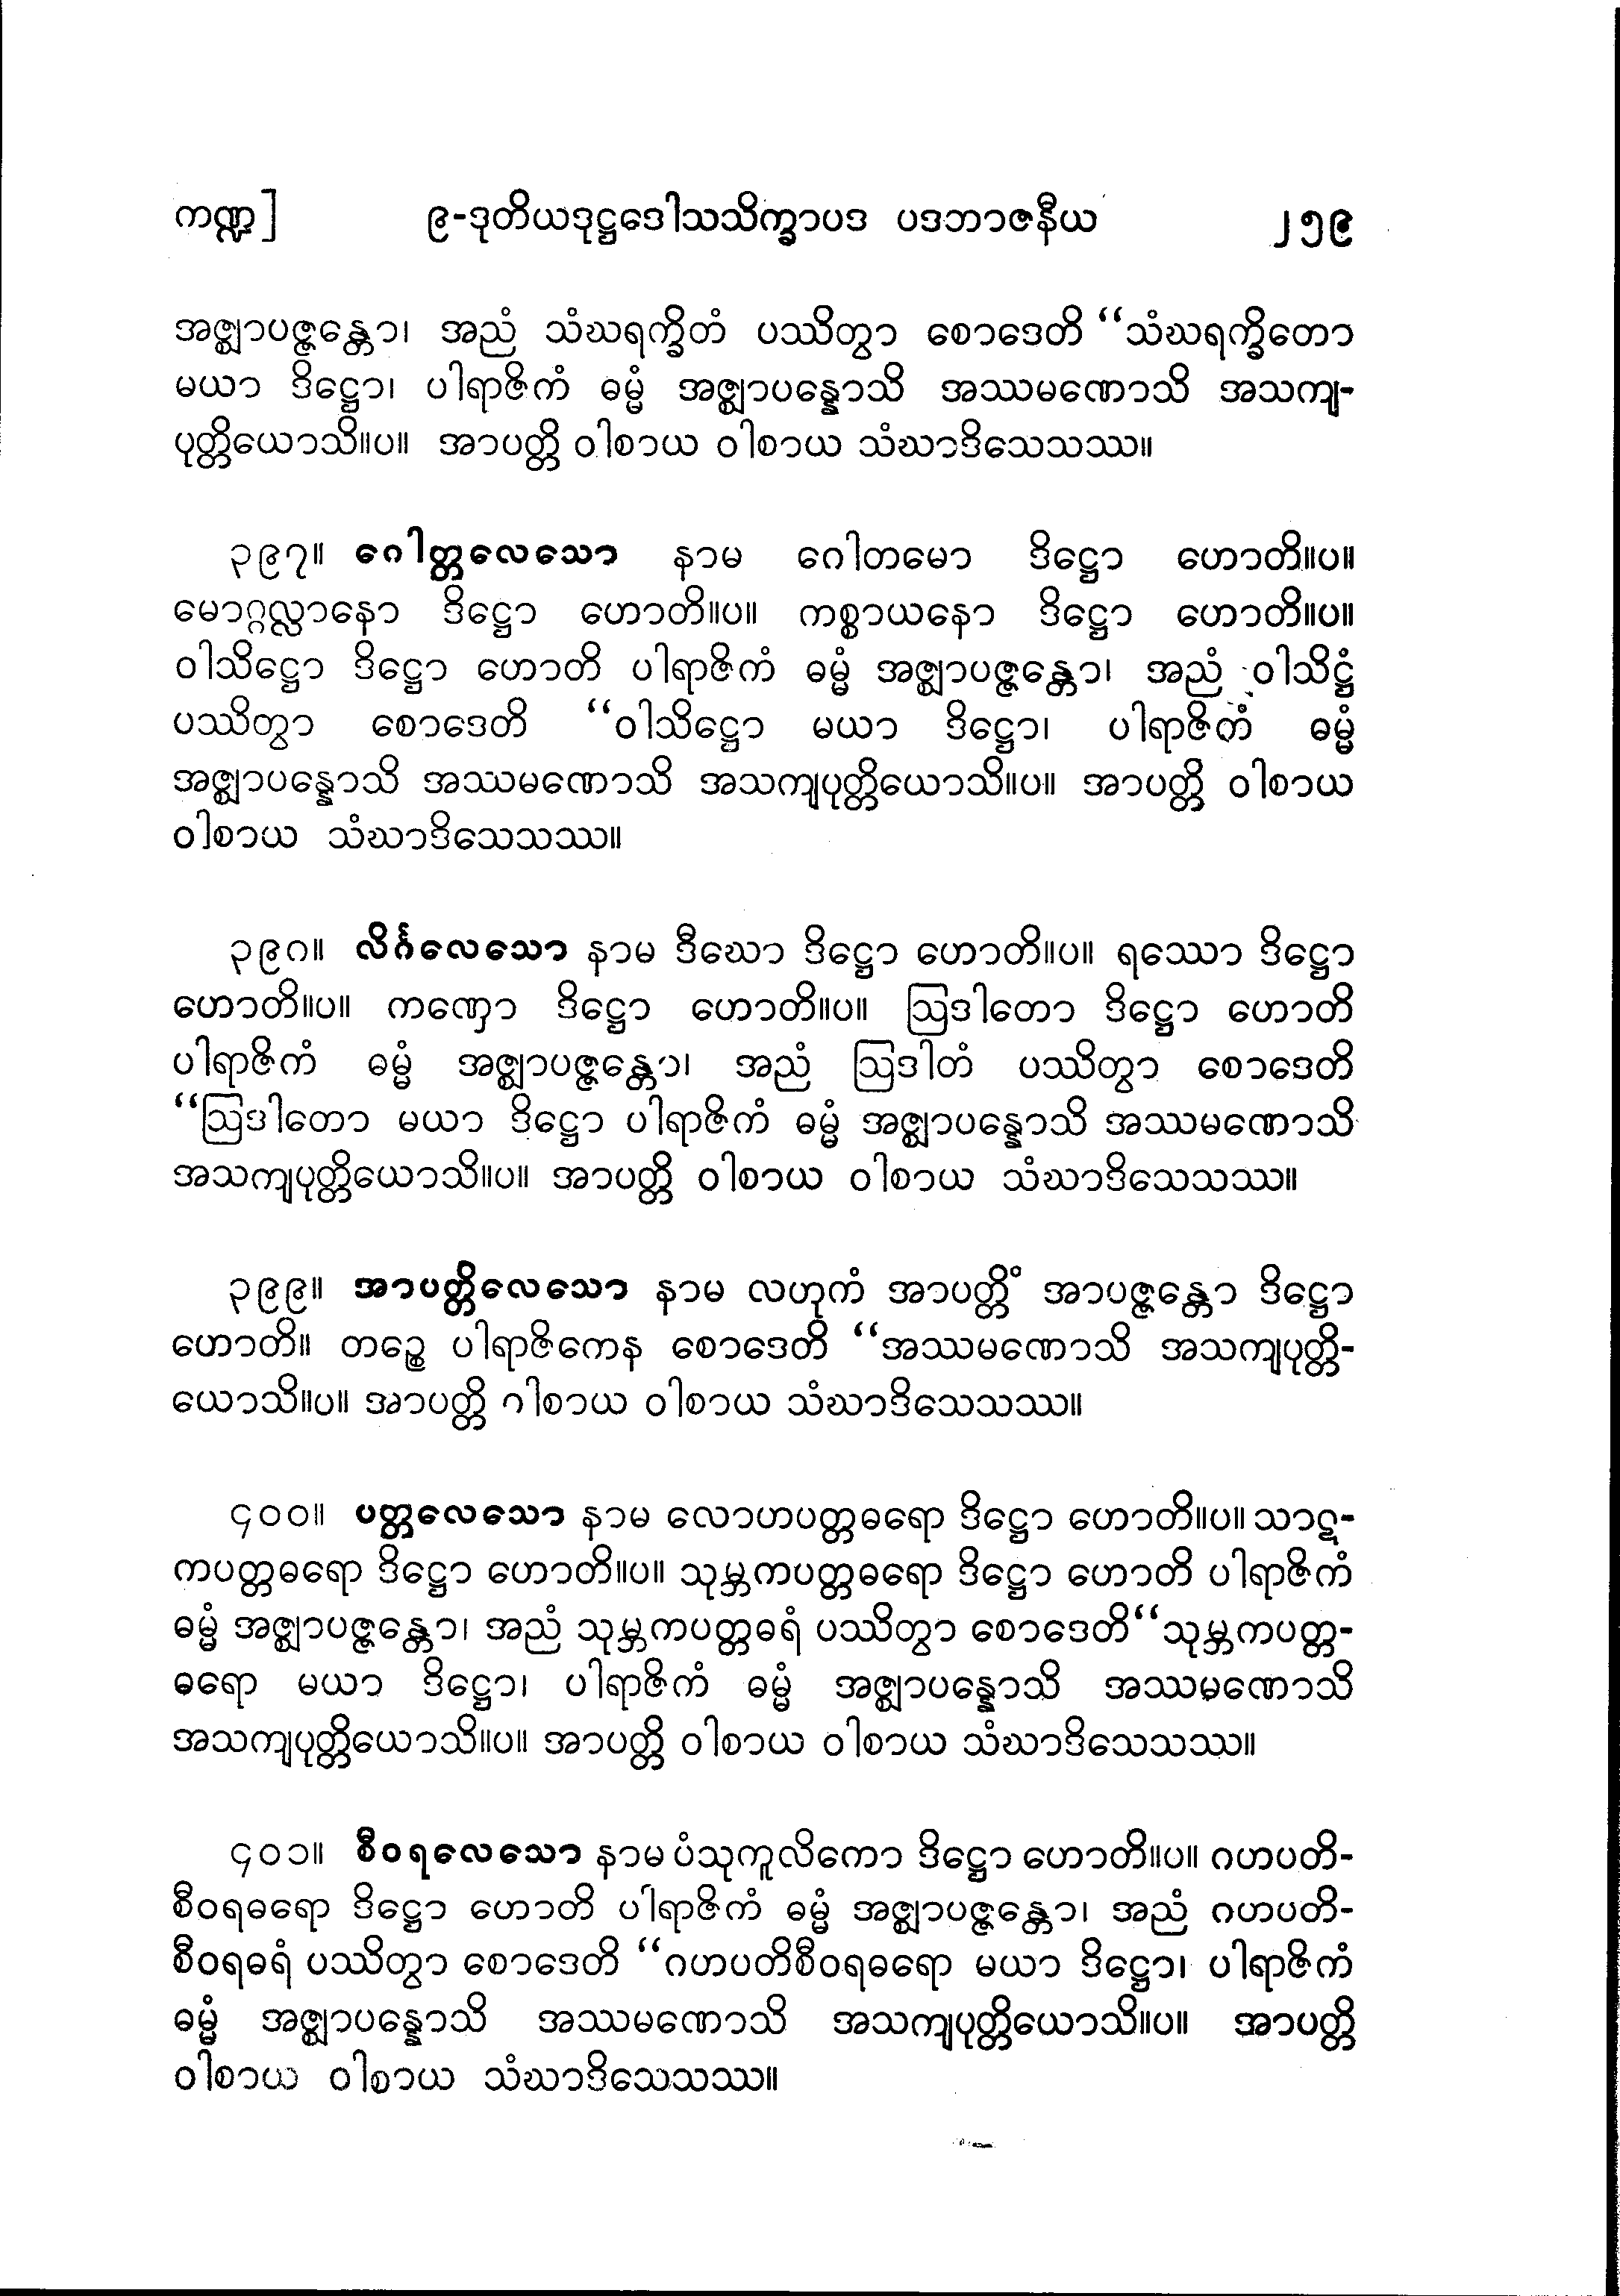 ကဏ္ဍ] ၉-ဒုတိယဒုဋ္ဌဒေါသသိက္ခာပဒ ပဒဘာဇနီယ ၂၅၉
အဇ္ဈာပဇ္ဇန္တော၊ အညံ သံဃရက္ခိတံ ပဿိတွာ စောဒေတိ “သံဃရက္ခိတော
မယာ ဒိဋ္ဌော၊ ပါရာဇိကံ ဓမ္မံ အဇ္ဈာပန္နောသိ အဿမဏောသိ အသကျ-
ပုတ္တိယောသိ။ပ။ အာပတ္တိ ဝါစာယ ဝါစာယ သံဃာဒိသေသဿ။
၃၉၇။ ဂေါတ္တလေသော နာမ ဂေါတမော ဒိဋ္ဌော ဟောတိ။ပ။
မောဂ္ဂလ္လာနော ဒိဋ္ဌော ဟောတိ။ပ။ ကစ္စာယနော ဒိဋ္ဌော ဟောတိ။ပ။
ဝါသိဋ္ဌော ဒိဋ္ဌော ဟောတိ ပါရာဇိကံ ဓမ္မံ အဇ္ဈာပဇ္ဇန္တော၊ အညံ ဝါသိဋ္ဌံ
ပဿိတွာ စောဒေတိ “ဝါသိဋ္ဌော မယာ ဒိဋ္ဌော၊ ပါရာဇိကံ ဓမ္မံ
အဇ္ဈာပန္နောသိ အဿမဏောသိ အသကျပုတ္တိယောသိ။ပ။ အာပတ္တိ ဝါစာယ
ဝါစာယ သံဃာဒိသေသဿ။
၃၉၈။ လိင်္ဂလေသော နာမ ဒီဃော ဒိဋ္ဌော ဟောတိ။ပ။ ရဿော ဒိဋ္ဌော
ဟောတိ။ပ။ ကဏှော ဒိဋ္ဌော ဟောတိ။ပ။ ဩဒါတော ဒိဋ္ဌော ဟောတိ
ပါရာဇိကံ ဓမ္မံ အဇ္ဈာပဇ္ဇန္တော၊ အညံ ဩဒါတံ ပဿိတွာ စောဒေတိ
“ဩဒါတော မယာ ဒိဋ္ဌော ပါရာဇိကံ ဓမ္မံ အဇ္ဈာပန္နောသိ အဿမဏောသိ
အသကျပုတ္တိယောသိ။ပ။ အာပတ္တိ ဝါစာယ ဝါစာယ သံဃာဒိသေသဿ။
၃၉၉။ အာပတ္တိလေသော နာမ လဟုကံ အာပတ္တိံ အာပဇ္ဇန္တော ဒိဋ္ဌော
ဟောတိ။ တဉ္စေ ပါရာဇိကေန စောဒေတိ “အဿမဏောသိ အသကျပုတ္တိ-
ယောသိ။ပ။ အာပတ္တိ ဝါစာယ ဝါစာယ သံဃာဒိသေသဿ။
၄၀၀။ ပတ္တလေသော နာမ လောဟပတ္တဓရော ဒိဋ္ဌော ဟောတိ။ပ။ သာဋ-
ကပတ္တဓရော ဒိဋ္ဌော ဟောတိ။ပ။ သုမ္ဘကပတ္တဓရော ဒိဋ္ဌော ဟောတိ ပါရာဇိကံ
ဓမ္မံ အဇ္ဈာပဇ္ဇန္တော၊ အညံ သုမ္ဘကပတ္တဓရံ ပဿိတွာ စောဒေတိ“သုမ္ဘကပတ္တ-
ဓရော မယာ ဒိဋ္ဌော၊ ပါရာဇိကံ ဓမ္မံ အဇ္ဈာပန္နောသိ အဿမဏောသိ
အသကျပုတ္တိယောသိ။ပ။ အာပတ္တိ ဝါစာယ ဝါစာယ သံဃာဒိသေသဿ။
၄၀၁။ စီဝရလေသော နာမ ပံသုကူလိကော ဒိဋ္ဌော ဟောတိ။ပ။ ဂဟပတိ-
စီဝရဓရော ဒိဋ္ဌော ဟောတိ ပါရာဇိကံ ဓမ္မံ အဇ္ဈာပဇ္ဇန္တော၊ အညံ ဂဟပတိ-
စီဝရဓရံ ပဿိတွာ စောဒေတိ “ဂဟပတိစီဝရဓရော မယာ ဒိဋ္ဌော၊ ပါရာဇိကံ
ဓမ္မံ အဇ္ဈာပန္နောသိ အဿမဏောသိ အသကျပုတ္တိယောသိ။ပ။ အာပတ္တိ
ဝါစာယ ဝါစာယ သံဃာဒိသေသဿ။